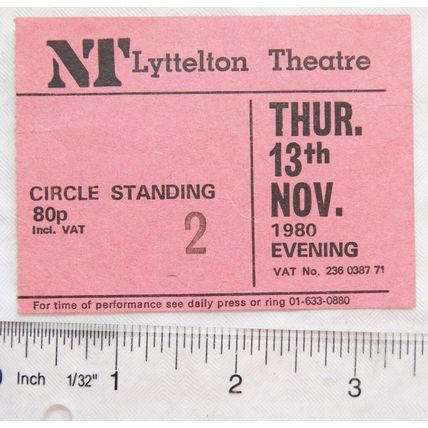 NT Lyttelton Theatre
CIRCLE STANDING
80p
Incl. VAT
2
THUR.
13th
NOV.
1980
EVENING
VAT No. 236 0387 71
For time of performance see daily press or ring 01-633-0880
Inch 1/32" 1 2 3